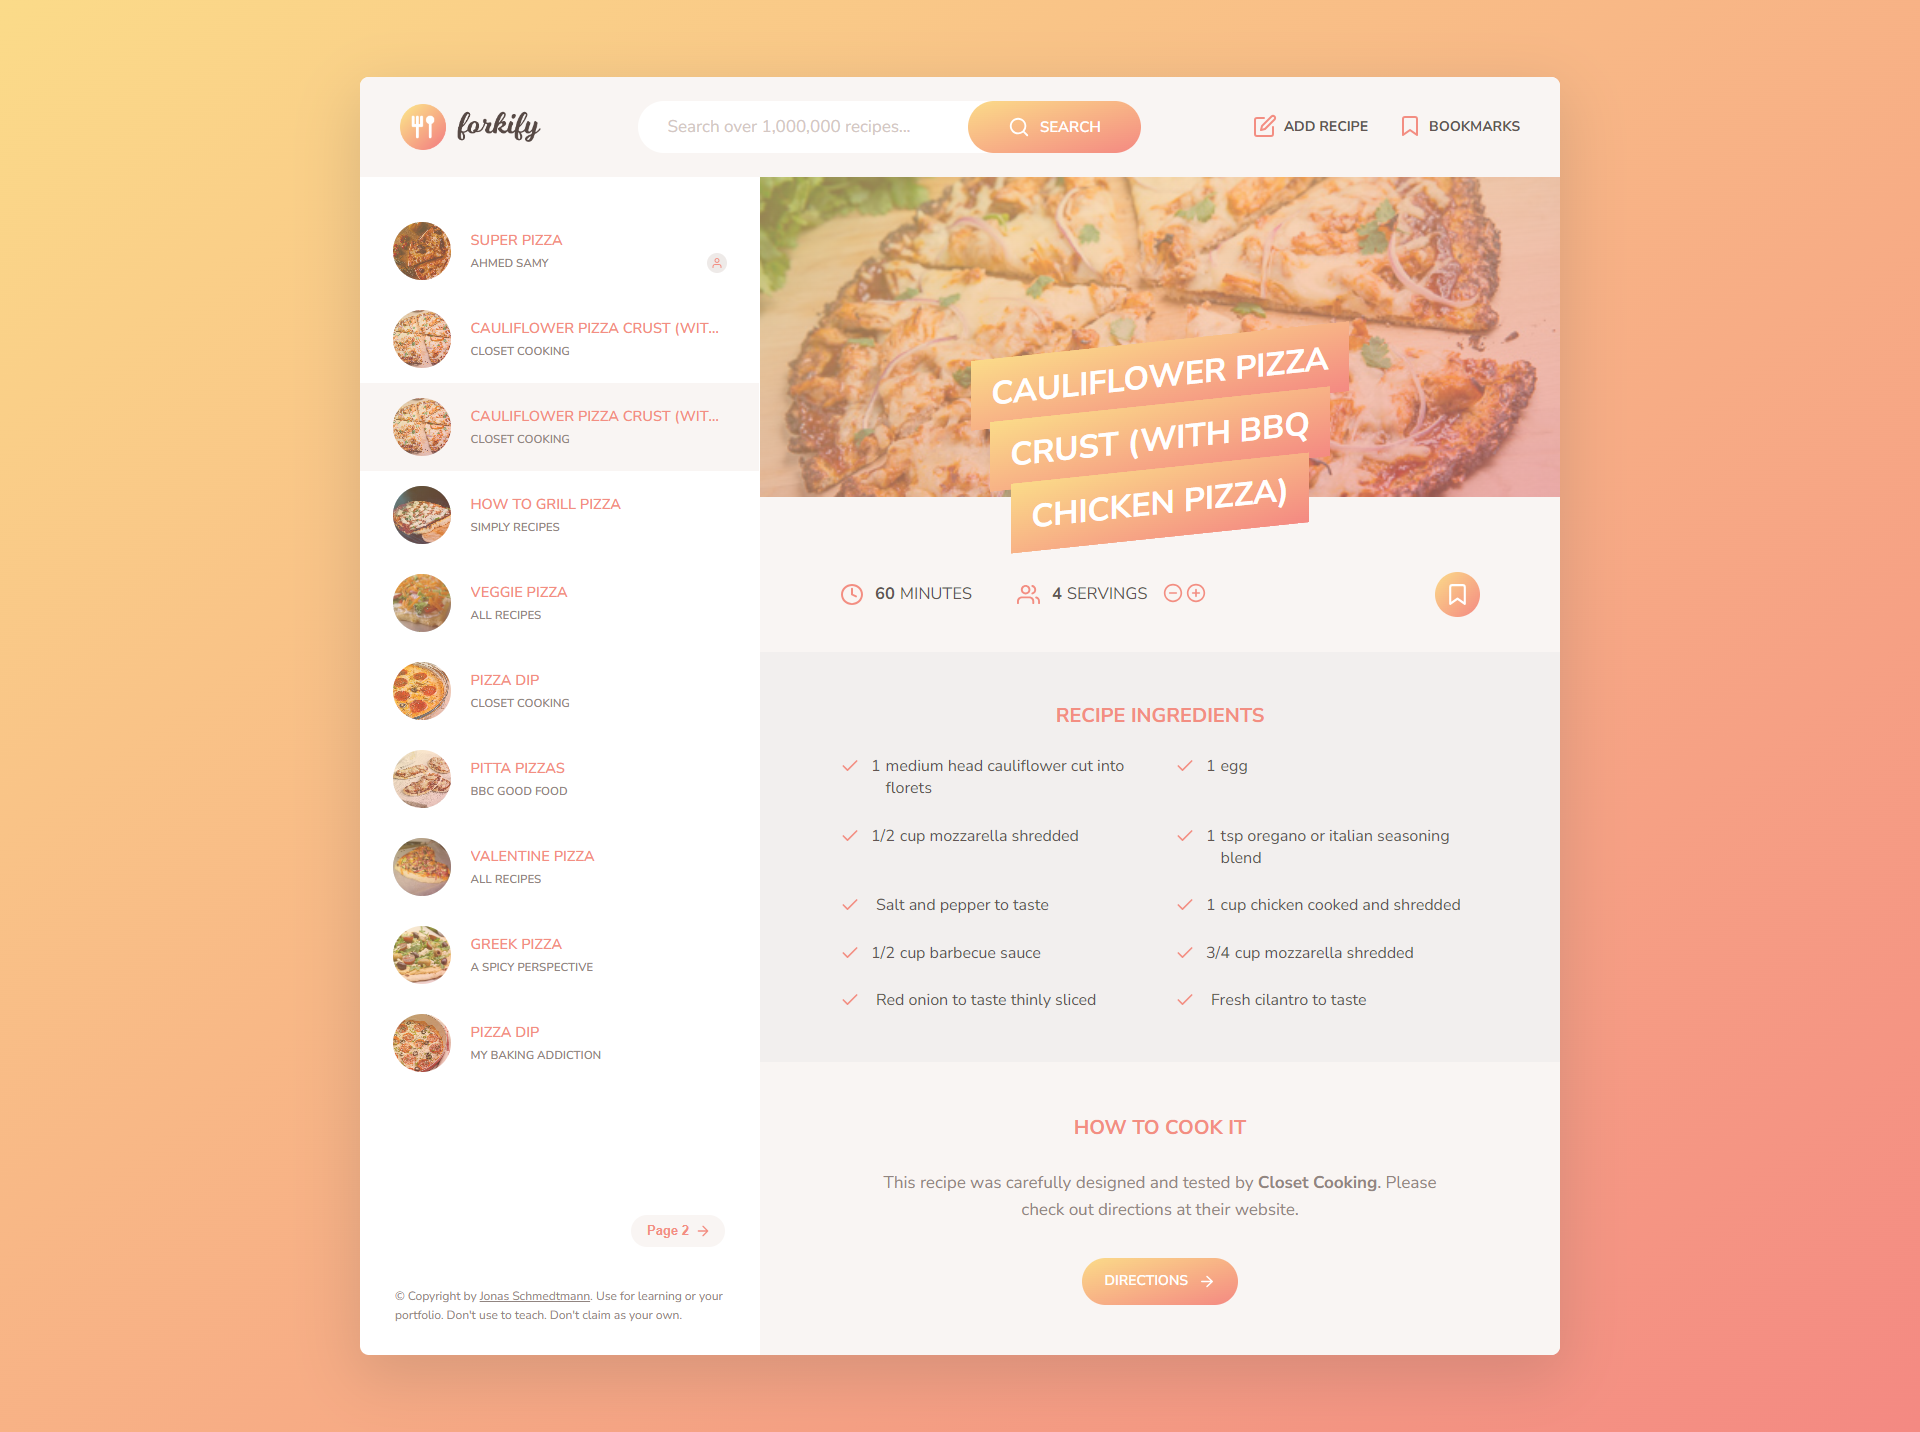 forkify
Search over 1,000,000 recipes...
SEARCH
ADD RECIPE
BOOKMARKS
SUPER PIZZA
AHMED SAMY
CAULIFLOWER PIZZA CRUST (WIT...
CLOSET COOKING
CAULIFLOWER PIZZA CRUST (WIT...
CLOSET COOKING
HOW TO GRILL PIZZA
SIMPLY RECIPES
VEGGIE PIZZA
ALL RECIPES
PIZZA DIP
CLOSET COOKING
PITTA PIZZAS
BBC GOOD FOOD
VALENTINE PIZZA
ALL RECIPES
GREEK PIZZA
A SPICY PERSPECTIVE
PIZZA DIP
MY BAKING ADDICTION
Page 2
© Copyright by Jonas Schmedtmann. Use for learning or your
portfolio. Don't use to teach. Don't claim as your own.
CAULIFLOWER PIZZA
CRUST (WITH BBQ
CHICKEN PIZZA)
60 MINUTES
4 SERVINGS
RECIPE INGREDIENTS
1 medium head cauliflower cut into
florets
1 egg
1/2 cup mozzarella shredded
1 tsp oregano or italian seasoning
blend
Salt and pepper to taste
1 cup chicken cooked and shredded
1/2 cup barbecue sauce
3/4 cup mozzarella shredded
Red onion to taste thinly sliced
Fresh cilantro to taste
HOW TO COOK IT
This recipe was carefully designed and tested by Closet Cooking. Please
check out directions at their website.
DIRECTIONS